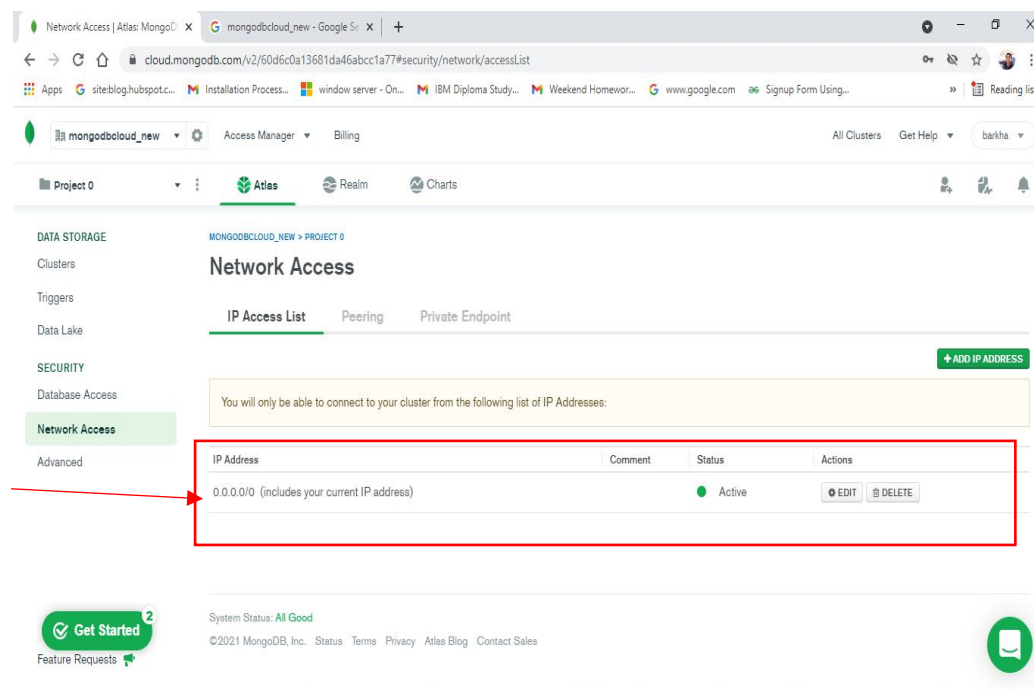 Network Access | Atlas: MongoD
mongodbcloud_new - Google Se
cloud.mongodb.com/v2/60d6c0a13681da46abcc1a77#security/network/accessList
Apps site:blog.hubspot.c... Installation Process... window server - On... IBM Diploma Study... Weekend Homewor... www.google.com Signup Form Using... » Reading lis
mongodbcloud_new Access Manager Billing All Clusters Get Help barkha
Project 0 Atlas Realm Charts
DATA STORAGE
Clusters
Triggers
Data Lake
SECURITY
Database Access
Network Access
Advanced
MONGODBCLOUD_NEW > PROJECT 0
Network Access
IP Access List Peering Private Endpoint
+ ADD IP ADDRESS
You will only be able to connect to your cluster from the following list of IP Addresses:
IP Address Comment Status Actions
0.0.0.0/0 (includes your current IP address) Active EDIT DELETE
Get Started 2
Feature Requests
System Status: All Good
©2021 MongoDB, Inc. Status Terms Privacy Atlas Blog Contact Sales